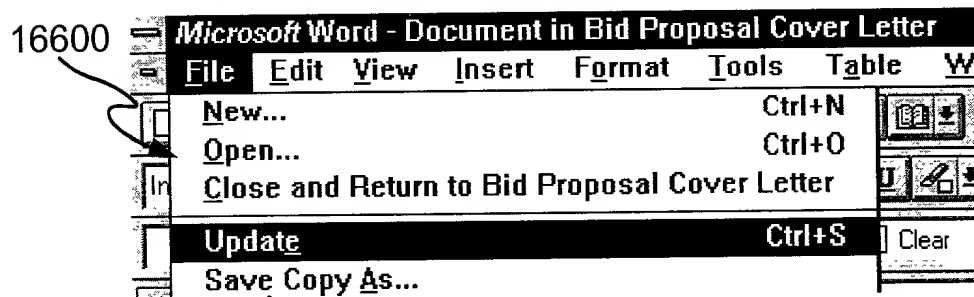 16600
Microsoft Word - Document in Bid Proposal Cover Letter
File Edit View Insert Format Tools Table W
New... Ctrl+N
Open... Ctrl+O
In
Close and Return to Bid Proposal Cover Letter U
Update Ctrl+S Clear
Save Copy As...